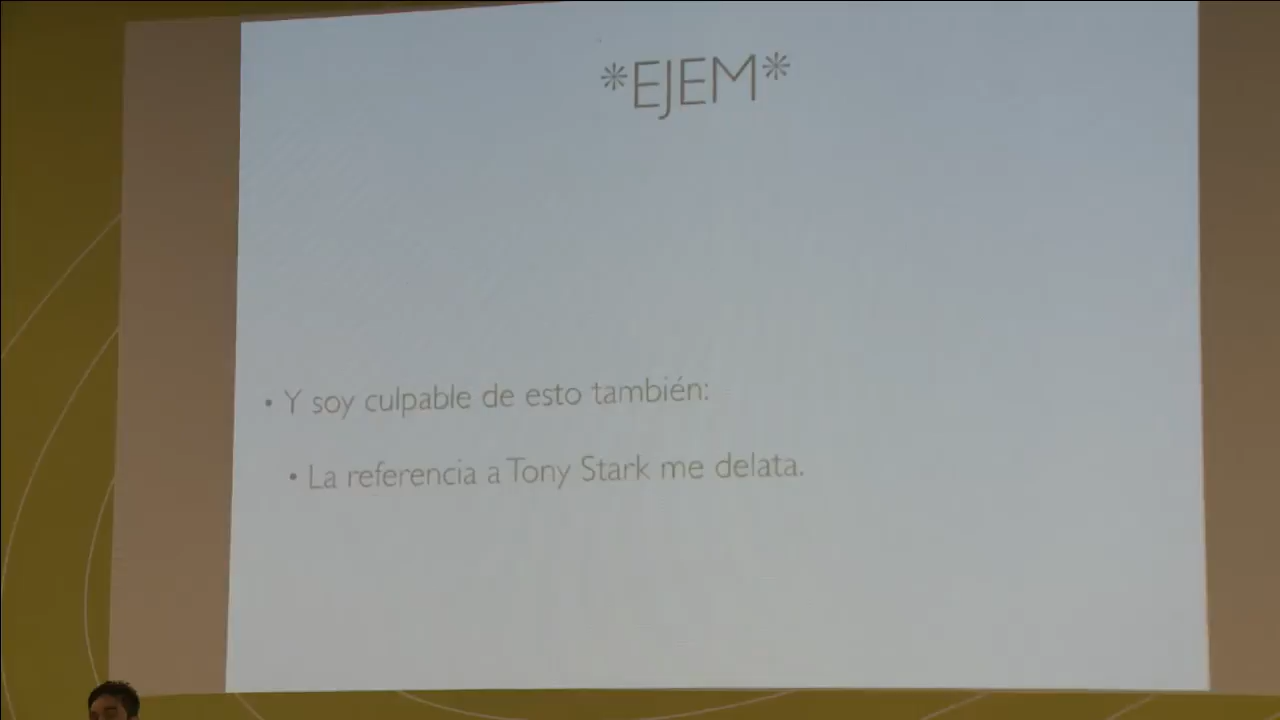 *EJEM*
• Y soy culpable de esto también:
• La referencia a Tony Stark me delata.